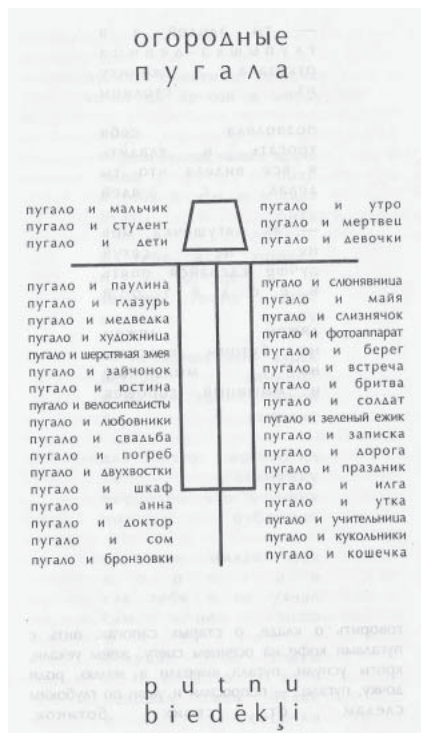 огородные
пугала
пугало и мальчик
пугало и студент
пугало и дети
пугало и паулина
пугало и глазурь
пугало и медведка
пугало и художница
пугало и шерстяная змея
пугало и зайчонок
пугало и юстина
пугало и велосипедисты
пугало и любовники
пугало и свадьба
пугало и погреб
пугало и двухвостки
пугало и шкаф
пугало и анна
пугало и доктор
пугало и сом
пугало и бронзовки
пугало и утро
пугало и мертвец
пугало и девочки
пугало и слюнявница
пугало и майя
пугало и слизнячок
пугало и фотоаппарат
пугало и берег
пугало и встреча
пугало и бритва
пугало и солдат
пугало и зеленый ежик
пугало и записка
пугало и дорога
пугало и праздник
пугало и илга
пугало и утка
пугало и учительница
пугало и кукольники
пугало и кошечка
putnu
biedēkļi